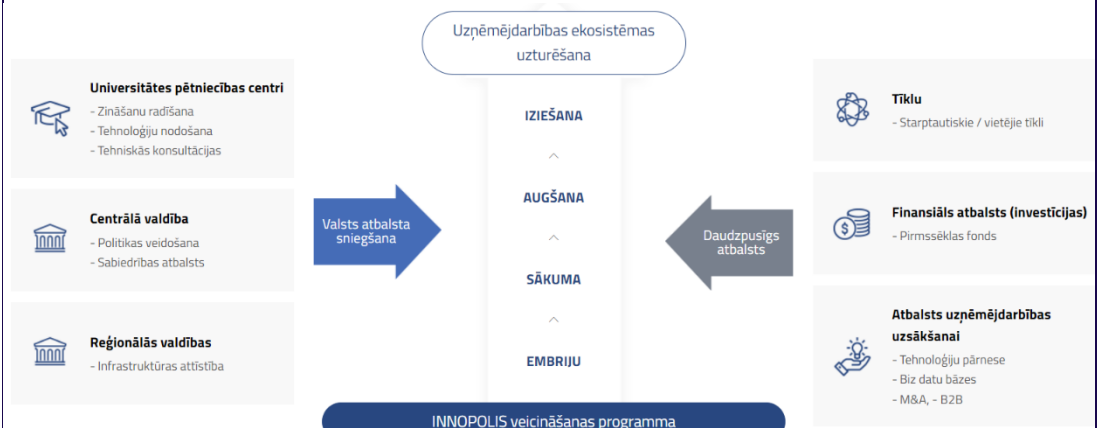 Uzņēmējdarbības ekosistēmas
uzturēšana
Universitātes pētniecības centri
- Zināšanu radīšana
- Tehnoloģiju nodošana
- Tehniskās konsultācijas
Centrālā valdība
- Politikas veidošana
- Sabiedrības atbalsts
Reģionālās valdības
- Infrastruktūras attīstība
Valsts atbalsta
sniegšana
IZIEŠANA
AUGŠANA
SĀKUMA
EMBRIJU
INNOPOLIS veicināšanas programma
Daudzpusīgs
atbalsts
Tīklu
- Starptautiskie / vietējie tīkli
Finansiāls atbalsts (investīcijas)
- Pirmssēklas fonds
Atbalsts uzņēmējdarbības
uzsākšanai
- Tehnoloģiju pārnese
- Biz datu bāzes
- M&A, - B2B